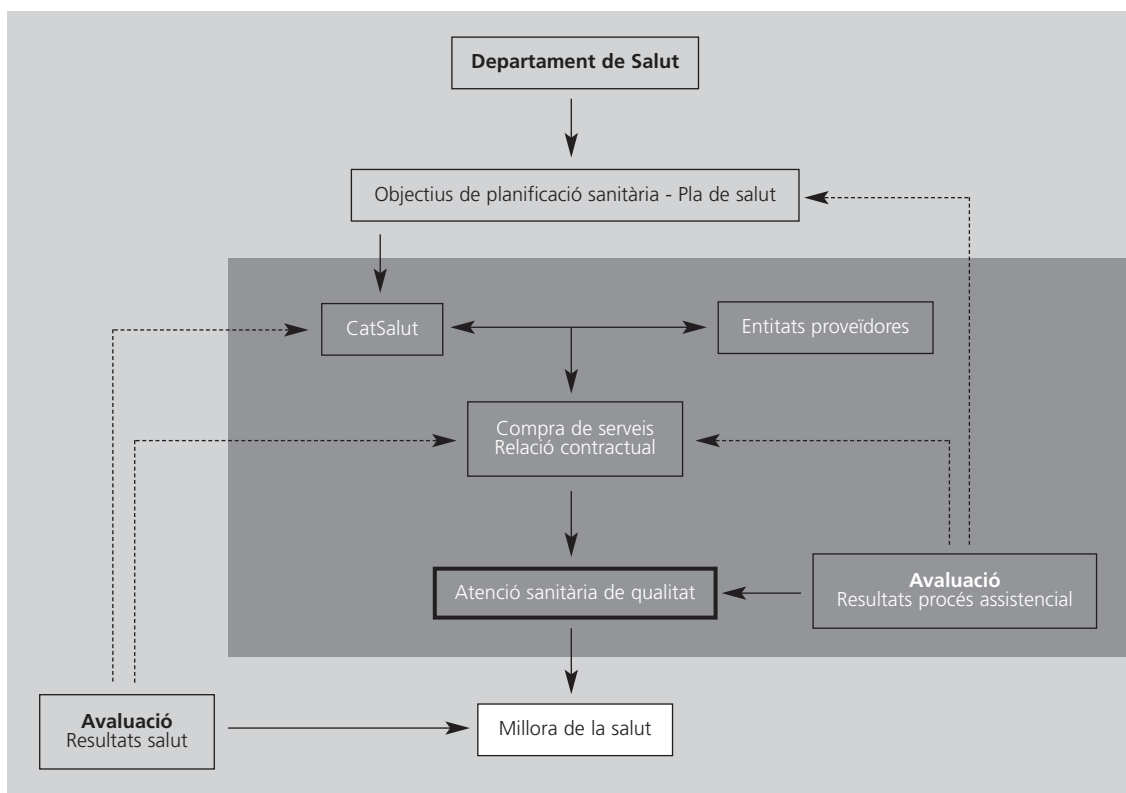 Departament de Salut
Objectius de planificació sanitària - Pla de salut
CatSalut
Entitats proveïdores
Compra de serveis
Relació contractual
Atenció sanitària de qualitat
Avaluació
Resultats procés assistencial
Avaluació
Resultats salut
Millora de la salut